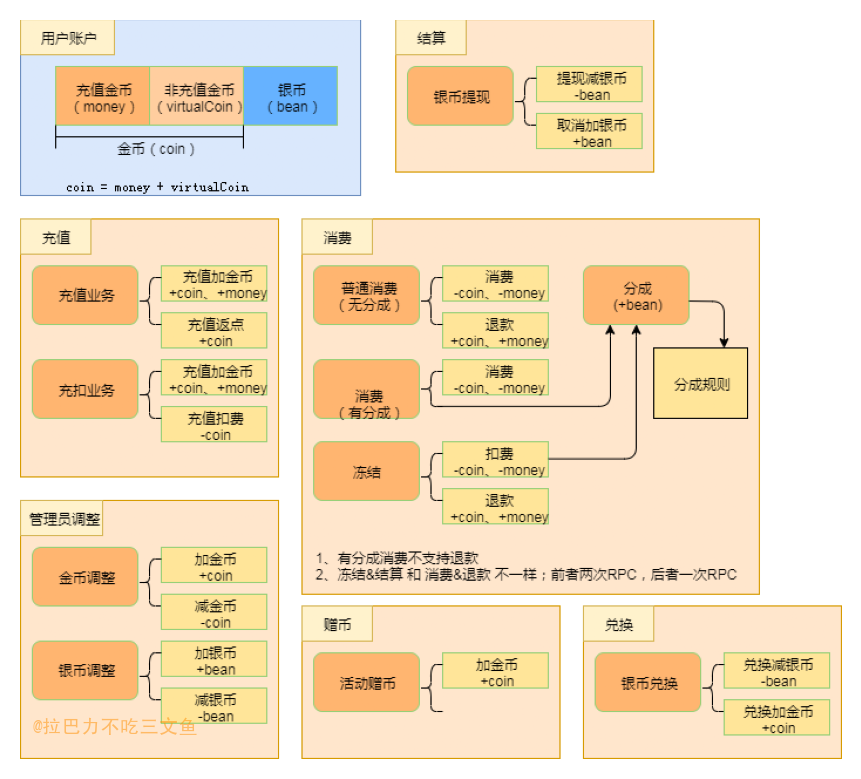 用户账户
充值金币
（money）
非充值金币
（virtualCoin）
银币
（bean）
金币（coin）
coin = money + virtualCoin
结算
银币提现
提现减银币
-bean
取消加银币
+bean
充值
充值业务
充值加金币
+coin、+money
充值返点
+coin
充扣业务
充值加金币
+coin、+money
充值扣费
-coin
消费
普通消费
（无分成）
消费
-coin、-money
退款
+coin、+money
消费
（有分成）
消费
-coin、-money
冻结
扣费
-coin、-money
退款
+coin、+money
分成
(+bean)
分成规则
1、有分成消费不支持退款
2、冻结&结算 和 消费&退款 不一样；前者两次RPC，后者一次RPC
管理员调整
金币调整
加金币
+coin
减金币
-coin
银币调整
加银币
+bean
减银币
-bean
@拉巴力不吃三文鱼
赠币
活动赠币
加金币
+coin
兑换
银币兑换
兑换减银币
-bean
兑换加金币
+coin